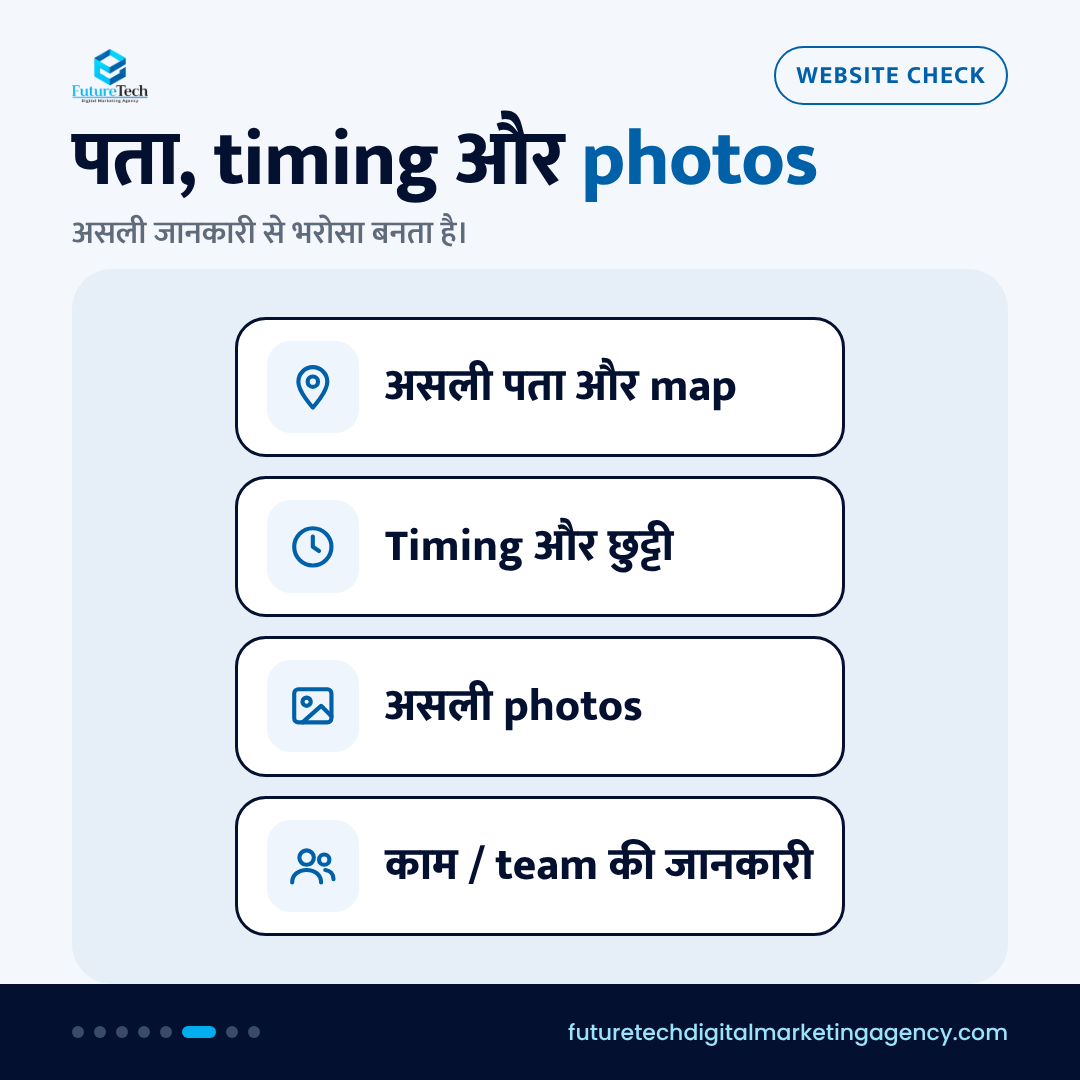 FutureTech
Digital Marketing Agency
WEBSITE CHECK
पता, timing और photos
असली जानकारी से भरोसा बनता है।
असली पता और map
Timing और छुट्टी
असली photos
काम / team की जानकारी
futuretechdigitalmarketingagency.com